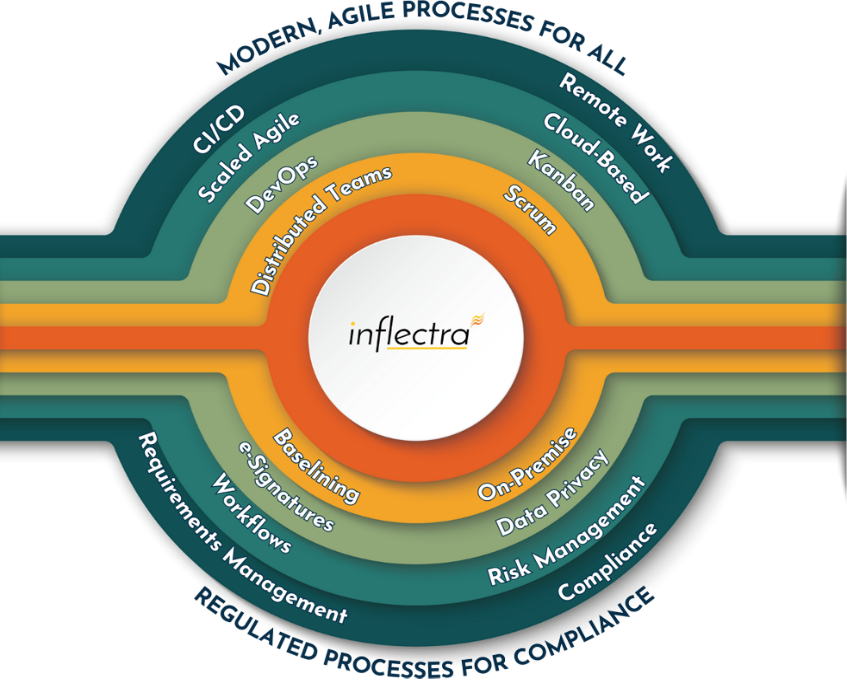 MODERN, AGILE PROCESSES FOR ALL
CI/CD
Remote Work
Scaled Agile
Cloud-Based
DevOps
Kanban
Distributed Teams
Scrum
inflectra
Baselining
On-Premise
e-Signatures
Data Privacy
Workflows
Risk Management
Requirements Management
Compliance
REGULATED PROCESSES FOR COMPLIANCE